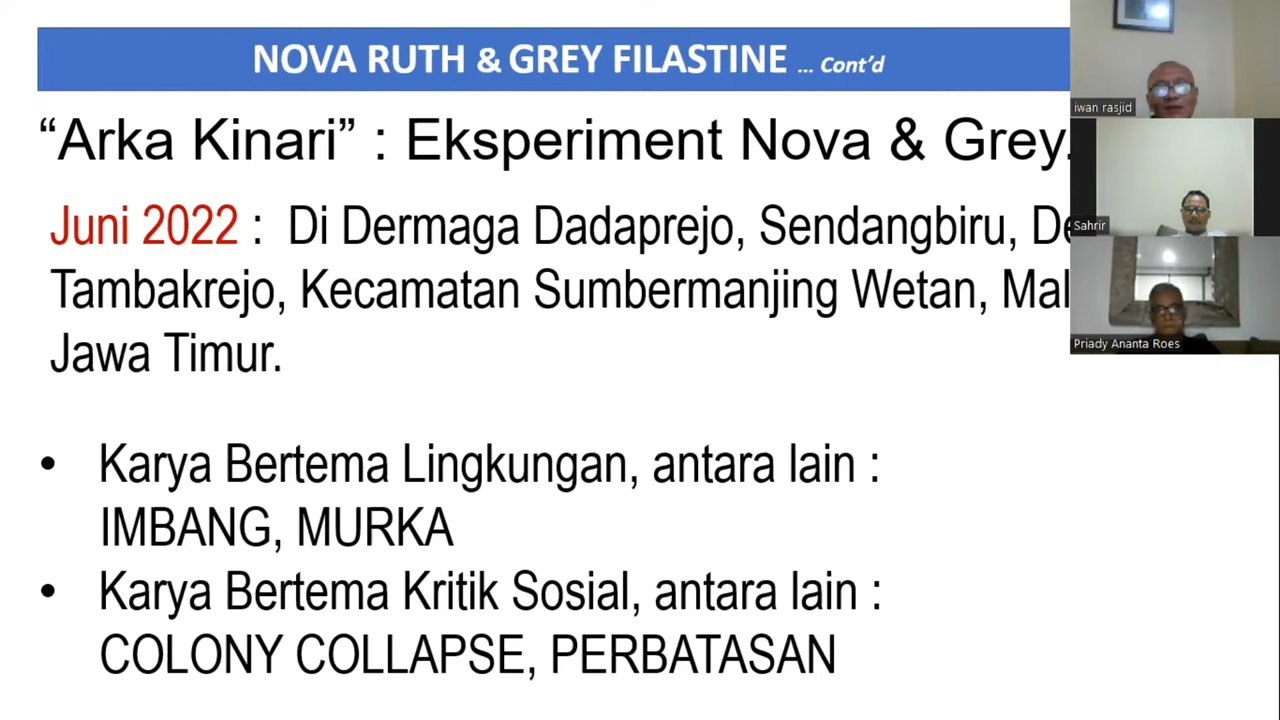 NOVA RUTH & GREY FILASTINE ... Cont'd
“Arka Kinari” : Eksperiment Nova & Grey.
Juni 2022 : Di Dermaga Dadaprejo, Sendangbiru,
Tambakrejo, Kecamatan Sumbermanjing Wetan,
Jawa Timur.
• Karya Bertema Lingkungan, antara lain :
IMBANG, MURKA
• Karya Bertema Kritik Sosial, antara lain :
COLONY COLLAPSE, PERBATASAN
iwan rasjid
Sahrir
Priady Ananta Roes